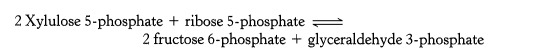 2 Xylulose 5-phosphate + ribose 5-phosphate ⇌
2 fructose 6-phosphate + glyceraldehyde 3-phosphate